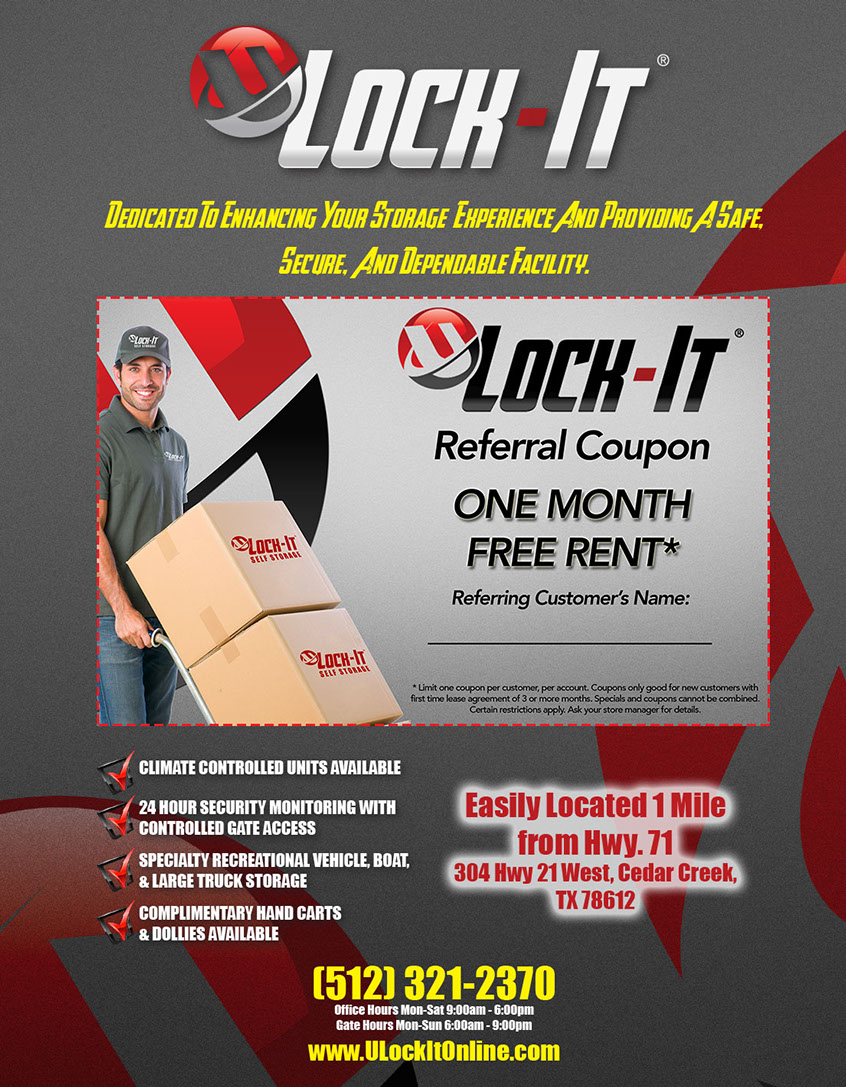 U Lock-It®
Dedicated To Enhancing Your Storage Experience And Providing A Safe,
Secure, And Dependable Facility.
U Lock-It
SELF STORAGE
U Lock-It
U Lock-It®
Referral Coupon
ONE MONTH
FREE RENT*
Referring Customer's Name:
U Lock-It
SELF STORAGE
U Lock-It
SELF STORAGE
* Limit one coupon per customer, per account. Coupons only good for new customers with
first time lease agreement of 3 or more months. Specials and coupons cannot be combined.
Certain restrictions apply. Ask your store manager for details.
CLIMATE CONTROLLED UNITS AVAILABLE
24 HOUR SECURITY MONITORING WITH
CONTROLLED GATE ACCESS
SPECIALTY RECREATIONAL VEHICLE, BOAT,
& LARGE TRUCK STORAGE
COMPLIMENTARY HAND CARTS
& DOLLIES AVAILABLE
Easily Located 1 Mile
from Hwy. 71
304 Hwy 21 West, Cedar Creek,
TX 78612
(512) 321-2370
Office Hours Mon-Sat 9:00am - 6:00pm
Gate Hours Mon-Sun 6:00am - 9:00pm
www.ULockItOnline.com